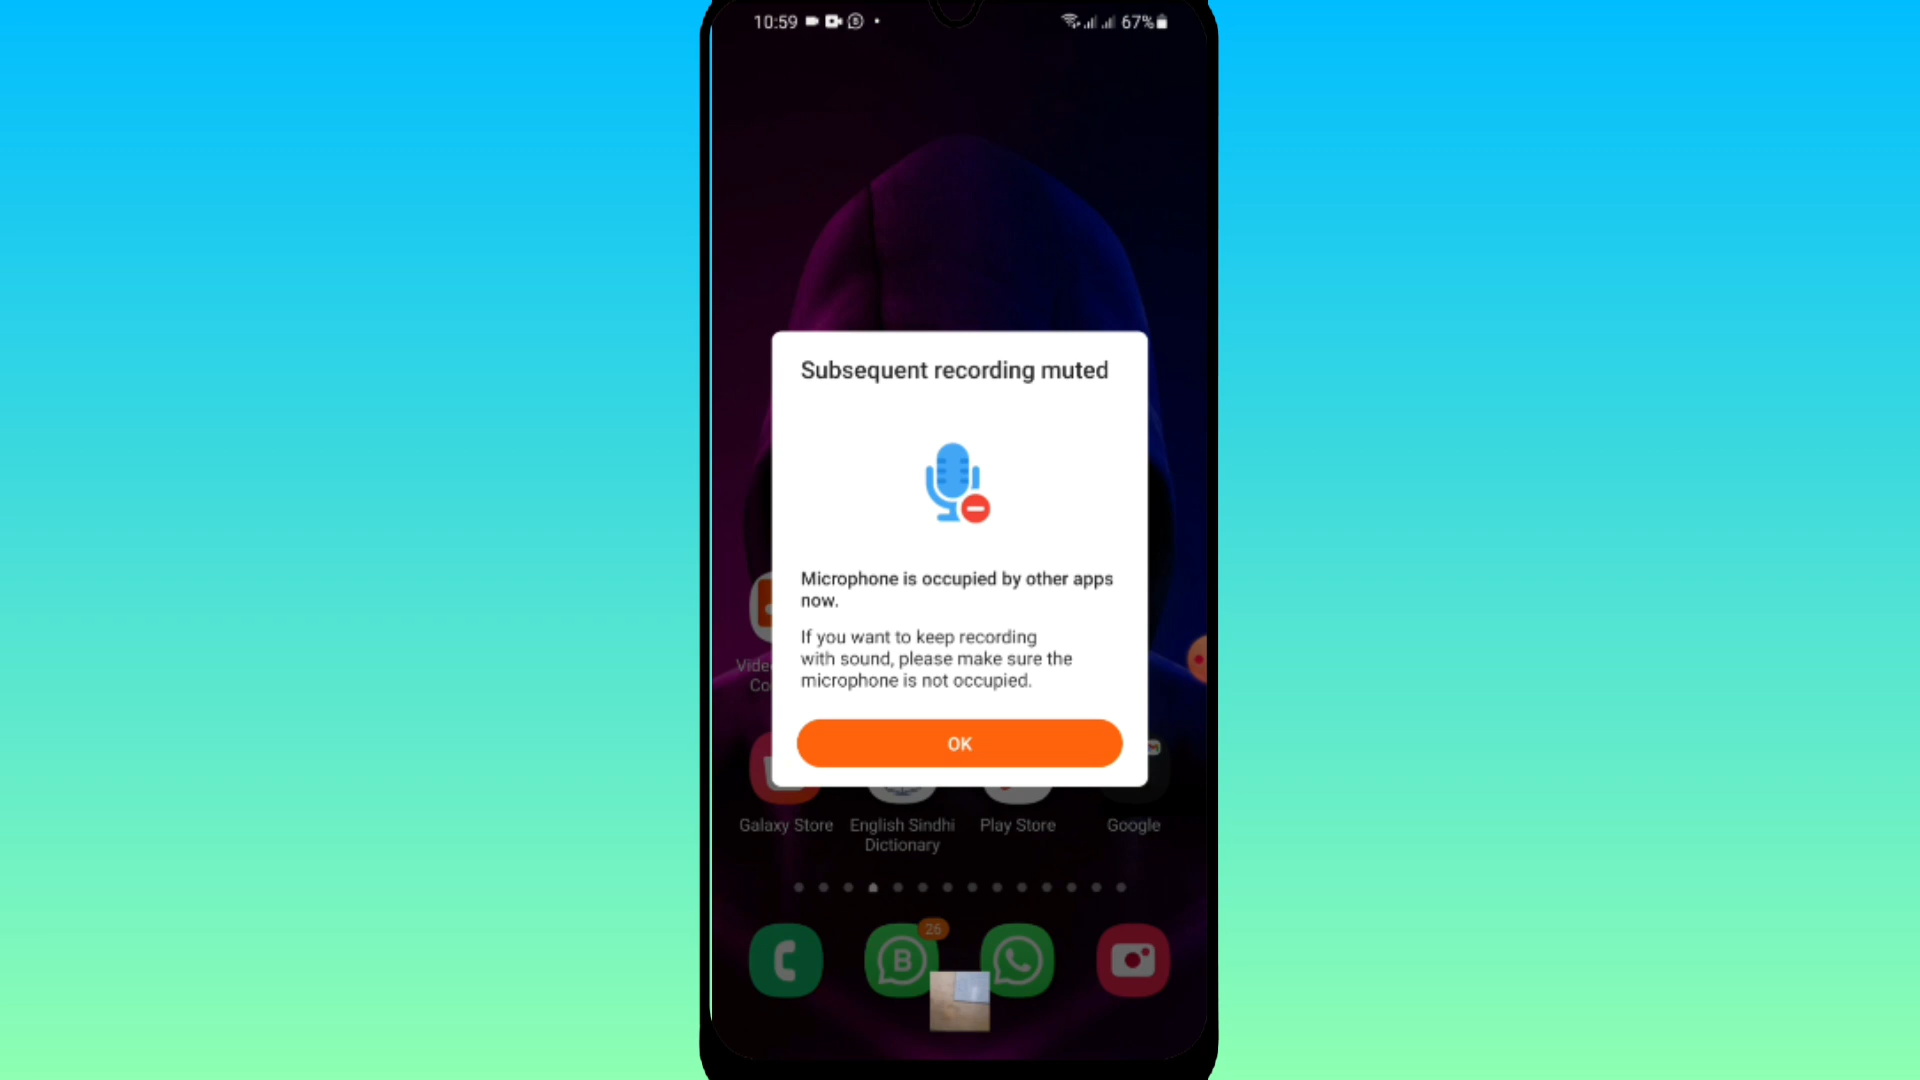 10:59
67%
Subsequent recording muted
Microphone is occupied by other apps
now.
If you want to keep recording
with sound, please make sure the
microphone is not occupied.
OK
Galaxy Store
English Sindhi
Dictionary
Play Store
Google
26
B